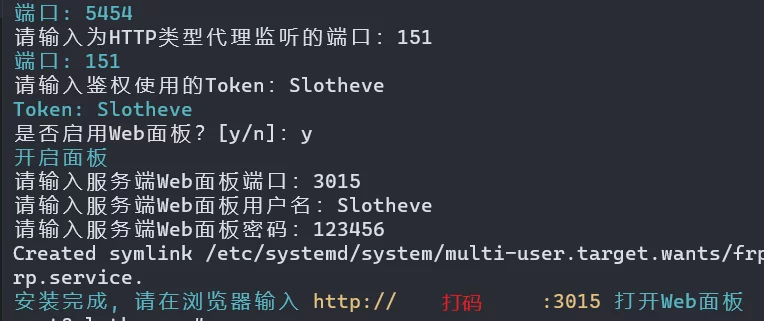 端口: 5454
请输入为HTTP类型代理监听的端口: 151
端口: 151
请输入鉴权使用的Token: Slotheve
Token: Slotheve
是否启用Web面板? [y/n]: y
开启面板
请输入服务端Web面板端口: 3015
请输入服务端Web面板用户名: Slotheve
请输入服务端Web面板密码: 123456
Created symlink /etc/systemd/system/multi-user.target.wants/frp
rp.service.
安装完成, 请在浏览器输入 http:// 打码 :3015 打开Web面板